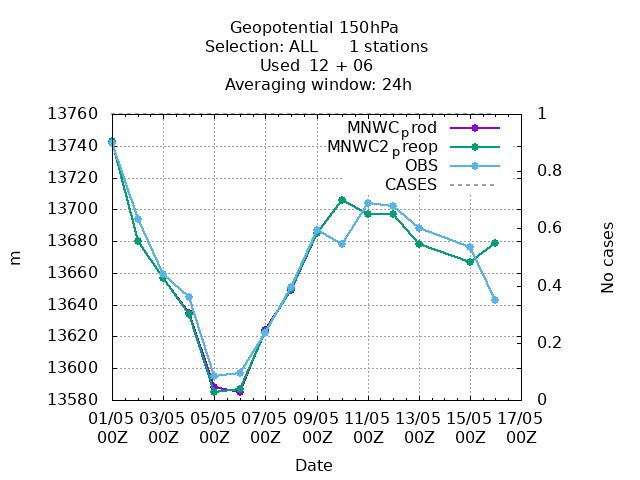 Geopotential 150hPa
Selection: ALL      1 stations
Used  12 + 06
Averaging window: 24h
13760
13740
13720
13700
13680
13660
13640
13620
13600
13580
m
1
0.8
0.6
0.4
0.2
0
No cases
MNWCprod
MNWC2preop
OBS
CASES
01/05 03/05 05/05 07/05 09/05 11/05 13/05 15/05 17/05
00Z 00Z 00Z 00Z 00Z 00Z 00Z 00Z 00Z
Date